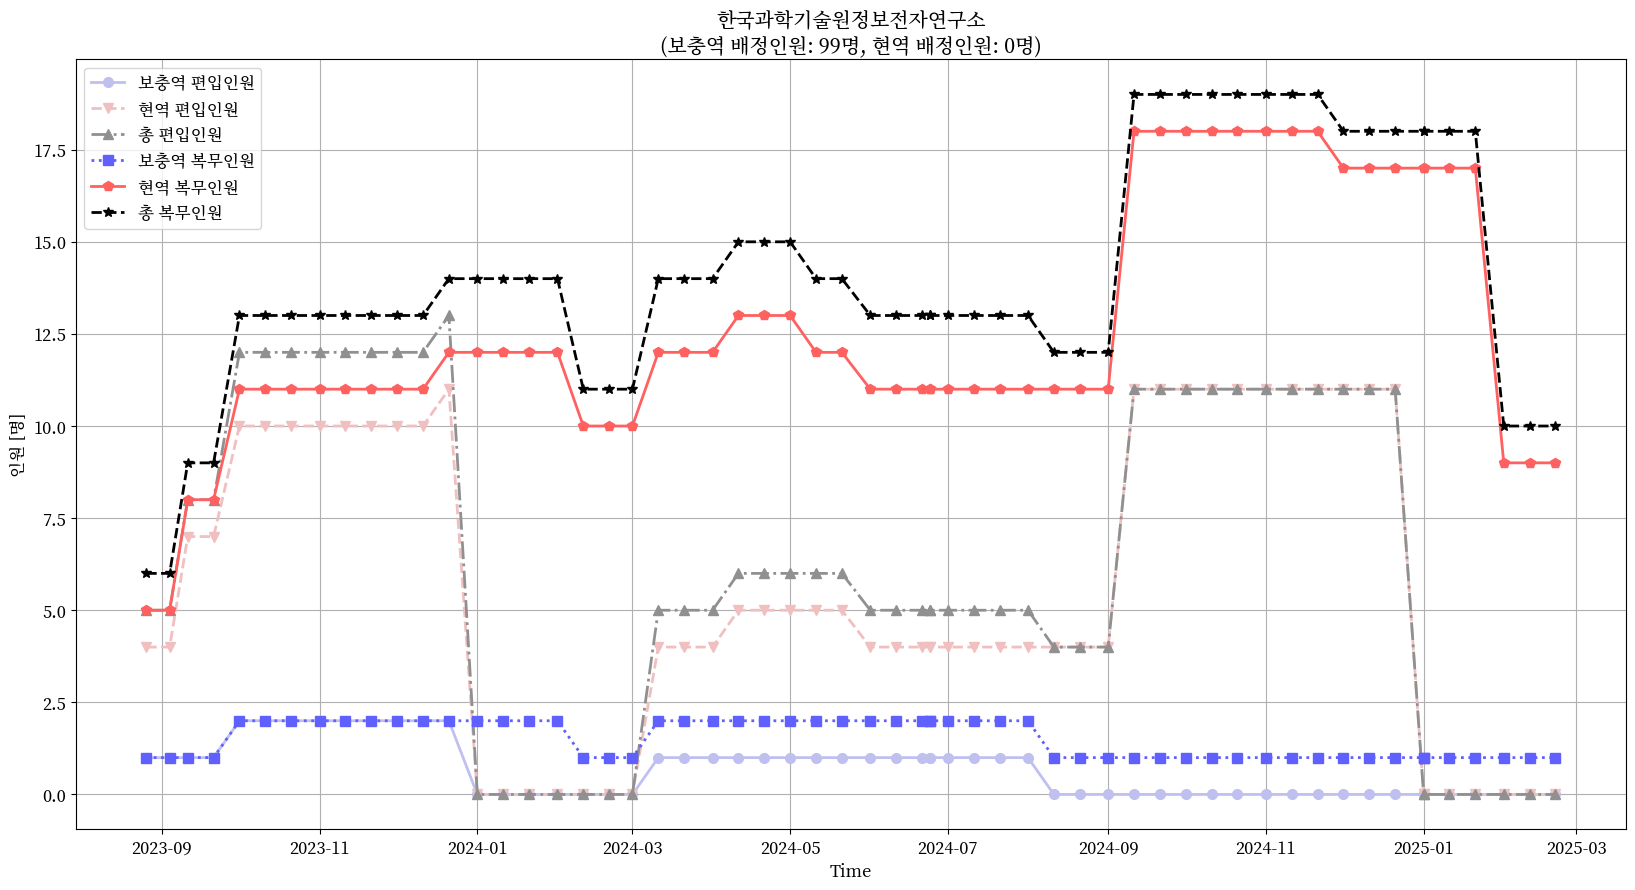 한국과학기술원정보전자연구소
(보충역 배정인원: 99명, 현역 배정인원: 0명)
보충역 편입인원
현역 편입인원
총 편입인원
보충역 복무인원
현역 복무인원
총 복무인원
17.5
15.0
12.5
10.0
7.5
5.0
2.5
0.0
인원 [명]
2023-09 2023-11 2024-01 2024-03 2024-05 2024-07 2024-09 2024-11 2025-01 2025-03
Time